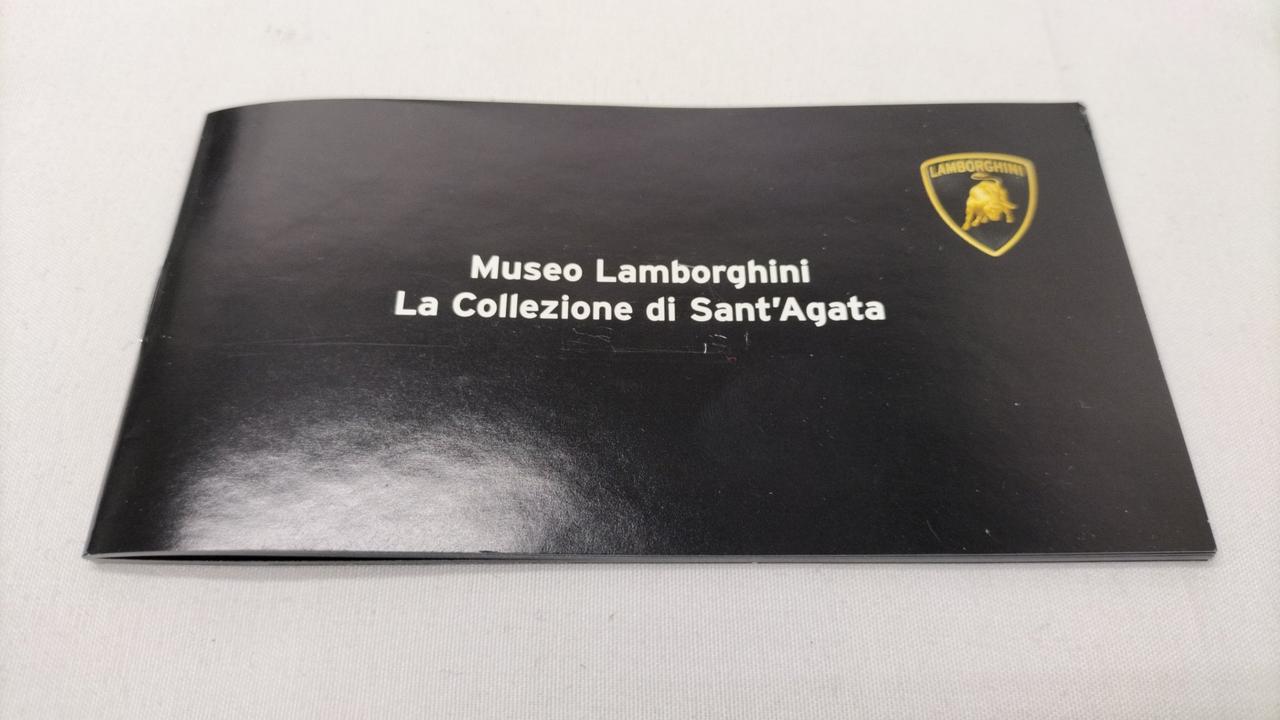 LAMBORGHINI
Museo Lamborghini
La Collezione di Sant'Agata